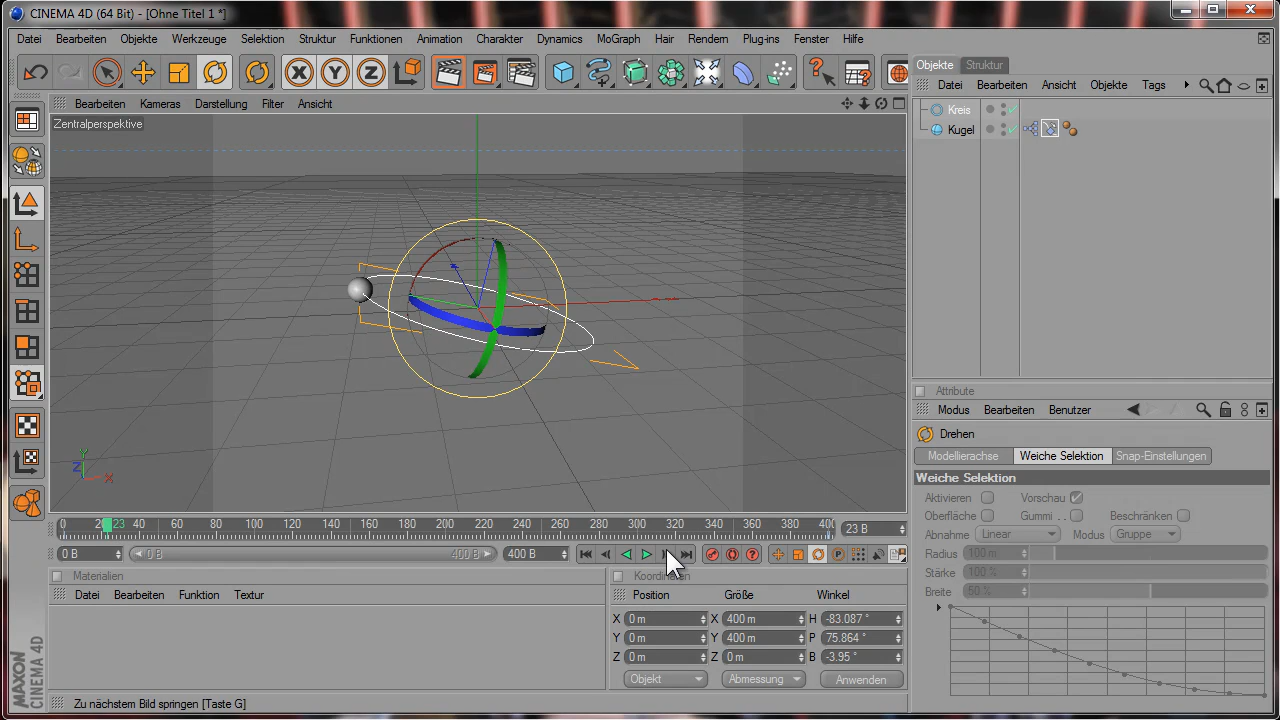 CINEMA 4D (64 Bit) - [Ohne Titel 1 *]
Datei Bearbeiten Objekte Werkzeuge Selektion Struktur Funktionen Animation Charakter Dynamics MoGraph Hair Rendern Plug-ins Fenster Hilfe
X Y Z
Objekte Struktur
Datei Bearbeiten Ansicht Objekte Tags
Bearbeiten Kameras Darstellung Filter Ansicht
Kreis
Kugel
Zentralperspektive
Y
Z
X
Attribute
Modus Bearbeiten Benutzer
Drehen
Modellierachse Weiche Selektion Snap-Einstellungen
Weiche Selektion
Aktivieren Vorschau
Oberfläche Gummi . . Beschränken
Abnahme Linear Modus Gruppe
Radius 100 m
Stärke 100 %
Breite 50 %
0 20 23 40 60 80 100 120 140 160 180 200 220 240 260 280 300 320 340 360 380 400 23 B
0 B 0 B 400 B 400 B
Materialien
Datei Bearbeiten Funktion Textur
Position Größe Winkel
X 0 m X 400 m H -83.087 °
Y 0 m Y 400 m P 75.864 °
Z 0 m Z 0 m B -3.95 °
Objekt Abmessung Anwenden
MAXON
CINEMA 4D
Zu nächstem Bild springen [Taste G]